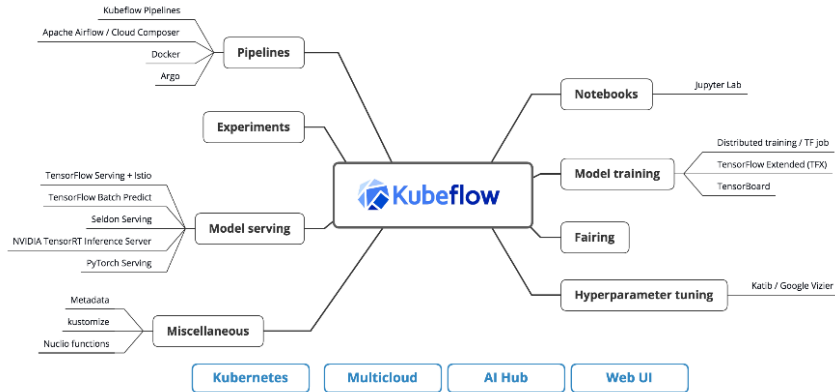 Kubeflow Pipelines
Apache Airflow / Cloud Composer
Docker
Argo
Pipelines
Experiments
TensorFlow Serving + Istio
TensorFlow Batch Predict
Seldon Serving
NVIDIA TensorRT Inference Server
PyTorch Serving
Model serving
Metadata
kustomize
Nuclio functions
Miscellaneous
Kubeflow
Notebooks
Jupyter Lab
Model training
Distributed training / TF job
TensorFlow Extended (TFX)
TensorBoard
Fairing
Hyperparameter tuning
Katib / Google Vizier
Kubernetes
Multicloud
AI Hub
Web UI